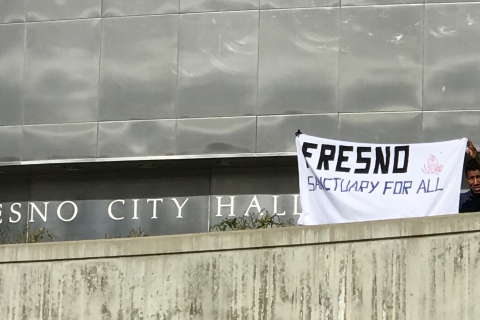 FRESNO
SANCTUARY FOR ALL
ESNO CITY HALL